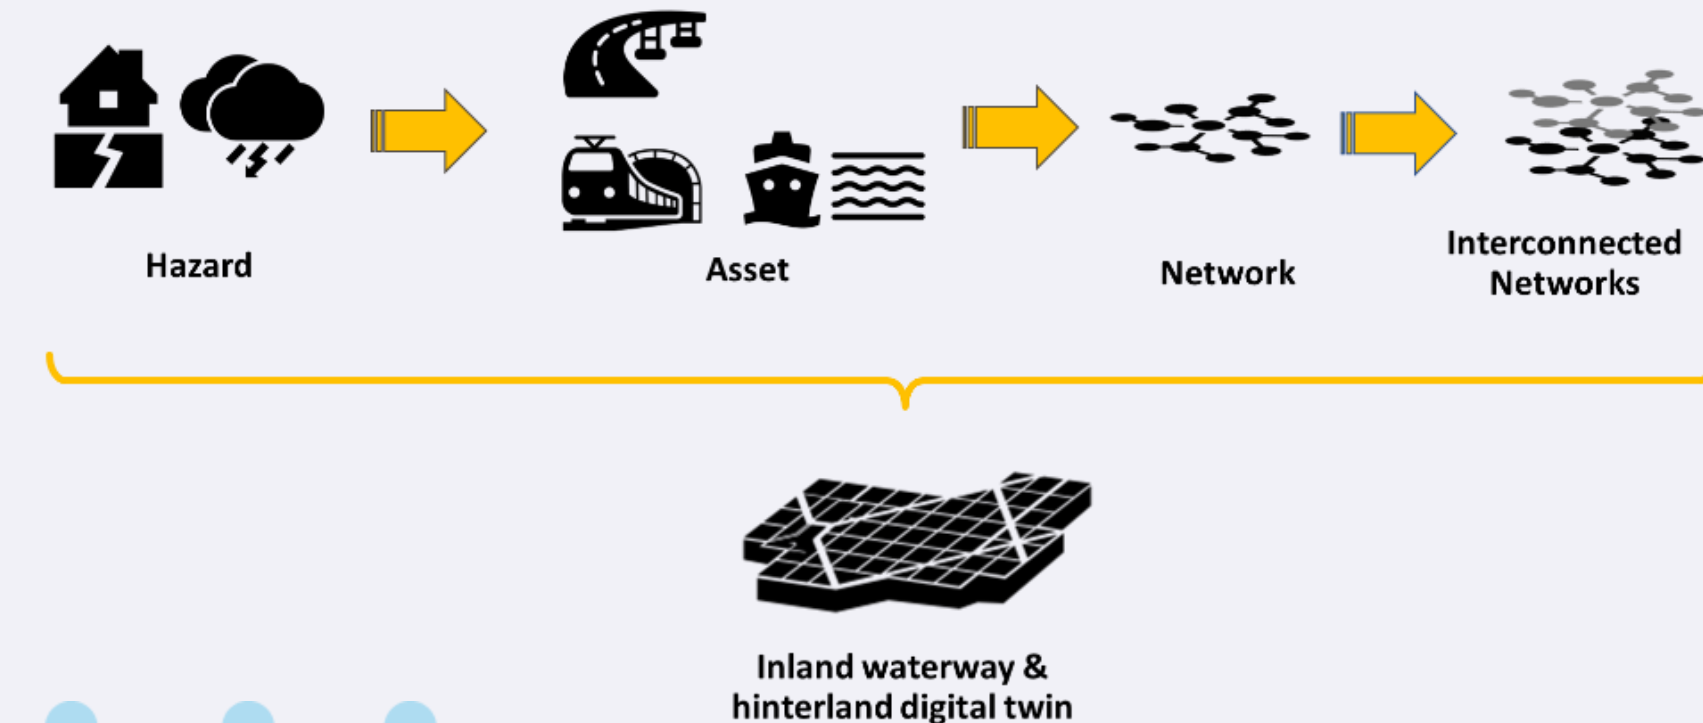 Hazard
Asset
Network
Interconnected
Networks
Inland waterway &
hinterland digital twin